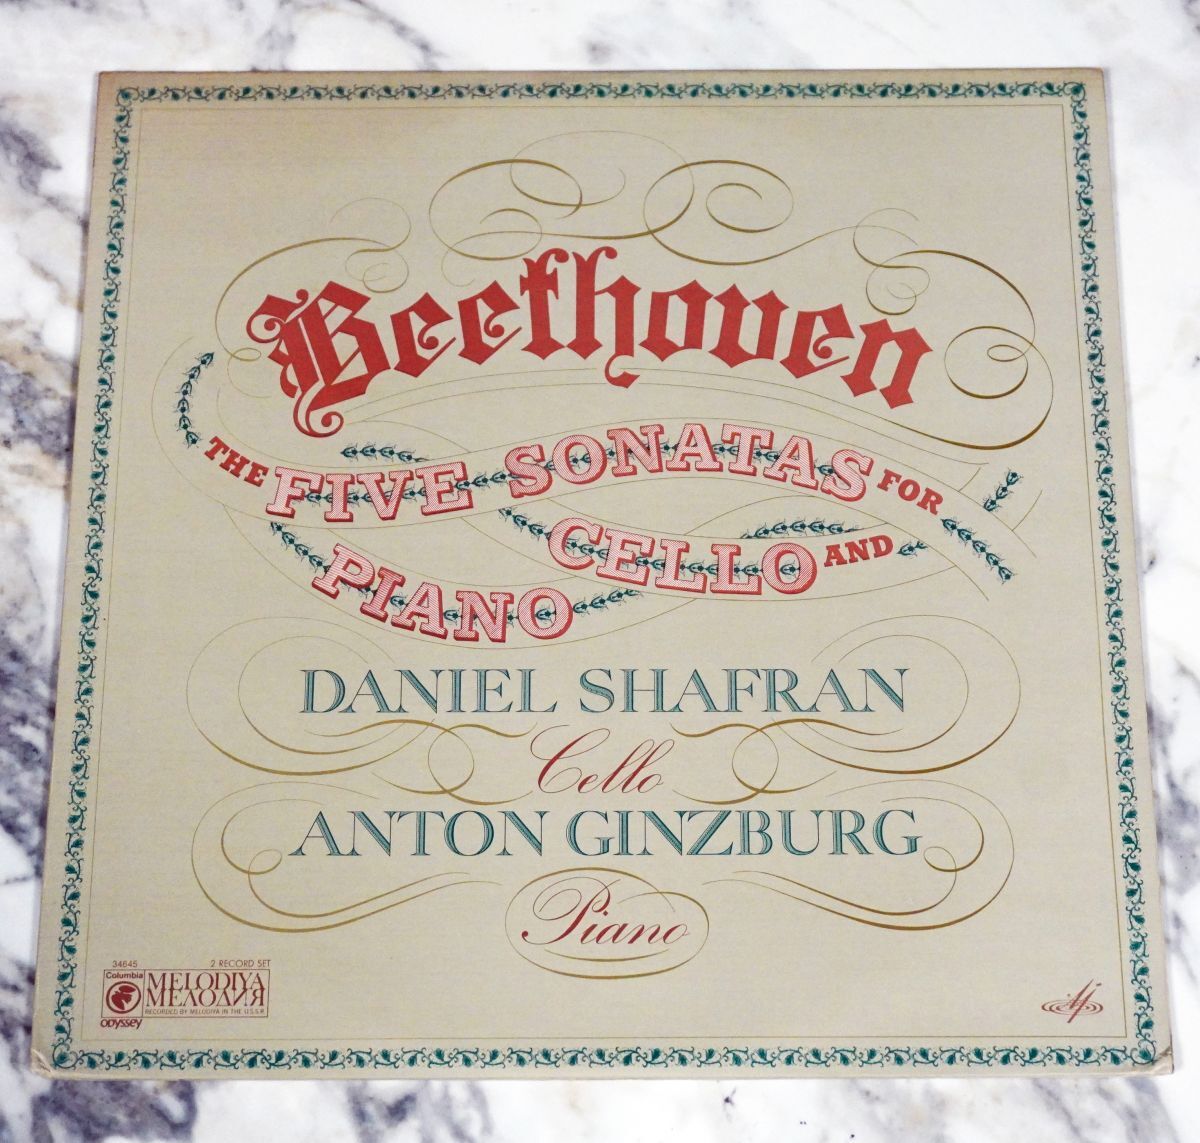 Beethoven
THE FIVE SONATAS FOR
CELLO AND
PIANO
DANIEL SHAFRAN
Cello
ANTON GINZBURG
Piano
34645 2 RECORD SET
Columbia
MELODIYA
МЕЛОДИЯ
RECORDED BY MELODIYA IN THE U.S.S.R.
ODYSSEY